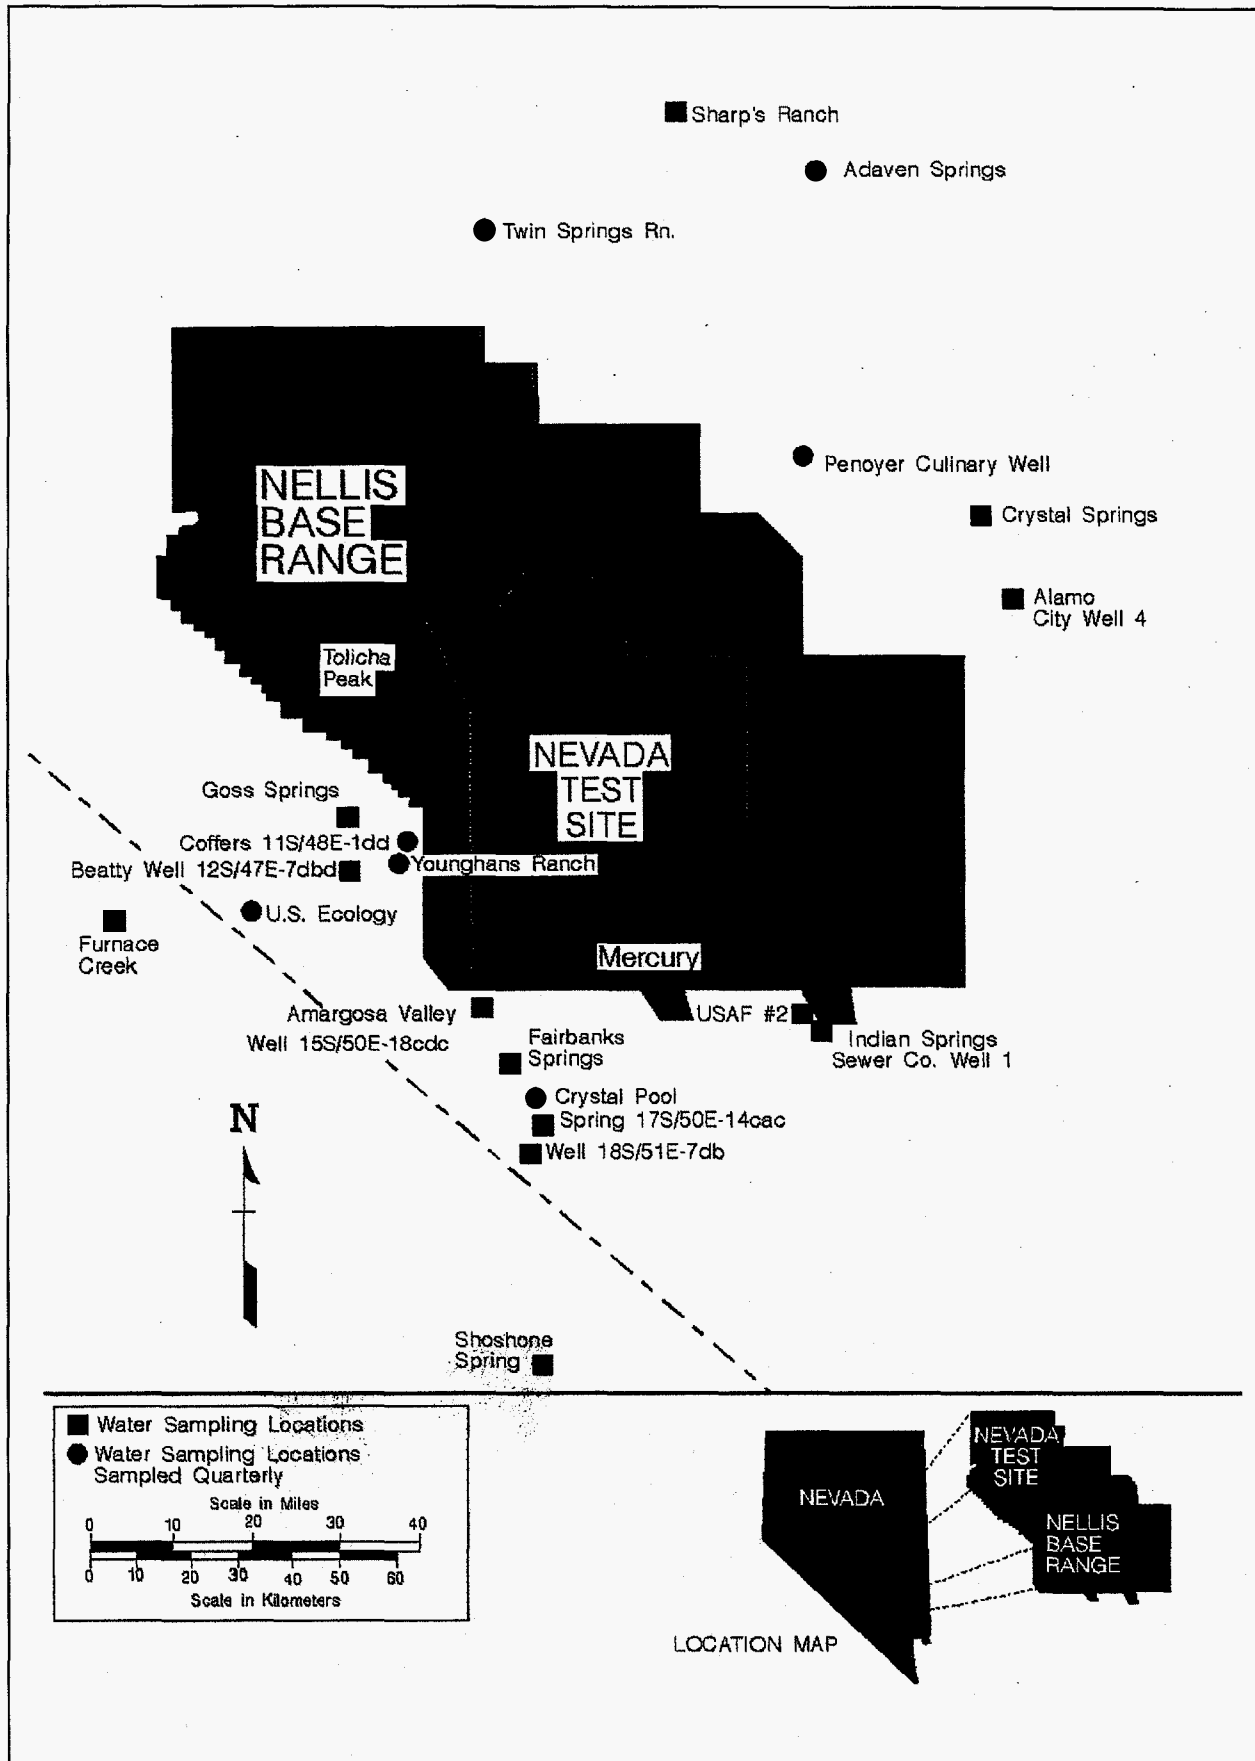 Sharp's Ranch
Adaven Springs
Twin Springs Rn.
Penoyer Culinary Well
NELLIS
BASE
RANGE
Crystal Springs
Alamo
City Well 4
Tolicha
Peak
NEVADA
TEST
SITE
Goss Springs
Coffers 11S/48E-1dd
Younghans Ranch
Beatty Well 12S/47E-7dbd
U.S. Ecology
Furnace
Creek
Mercury
Amargosa Valley
Well 15S/50E-18cdc
USAF #2
Indian Springs
Sewer Co. Well 1
Fairbanks
Springs
Crystal Pool
Spring 17S/50E-14cac
Well 18S/51E-7db
N
Shoshone
Spring
Water Sampling Locations
Water Sampling Locations
Sampled Quarterly
Scale in Miles
0 10 20 30 40
0 10 20 30 40 50 60
Scale in Kilometers
NEVADA
NEVADA
TEST
SITE
NELLIS
BASE
RANGE
LOCATION MAP